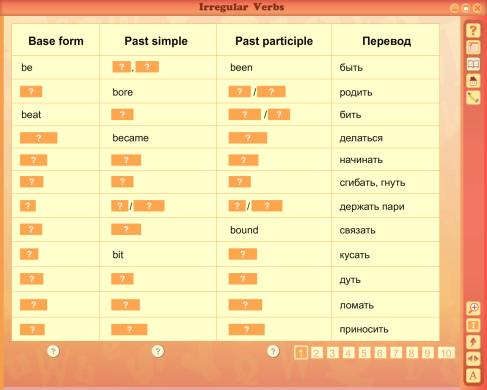 Irregular Verbs
Base form Past simple Past participle Перевод
be ? , ? been быть
? bore ? / ? родить
beat ? ? / ? бить
? became ? делаться
? ? ? начинать
? ? ? сгибать, гнуть
? ? / ? ? / ? держать пари
? ? bound связать
? bit ? кусать
? ? ? дуть
? ? ? ломать
? ? ? приносить
? ? ? 1 2 3 4 5 6 7 8 9 10
?
A